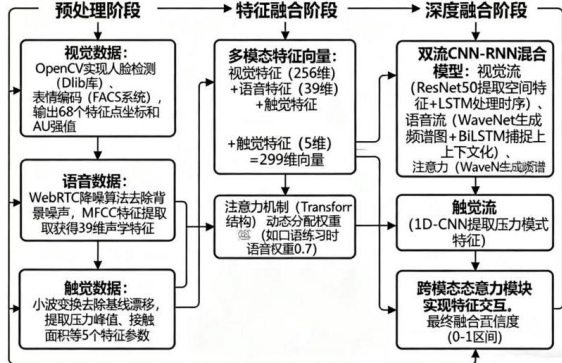 预处理阶段
特征融合阶段
深度融合阶段
视觉数据：
OpenCV实现人脸检测
（Dlib库）、
表情编码（FACS系统），
输出68个特征点坐标和
AU强值
语音数据：
WebRTC降噪算法去除背
景噪声，MFCC特征提取
取获得39维声学特征
触觉数据：
小波变换去除基线漂移，
提取压力峰值、接触
面积等5个特征参数
多模态特征向量：
视觉特征（256维）
+语音特征（39维）
+触觉特征
+触觉特征（5维）
=299维向量
注意力机制（Transforr
结构）动态分配权重
（如口语练习时
语音权重0.7）
双流CNN-RNN混合
模型：视觉流
(ResNet50提取空间特
征+LSTM处理时序)、
语音流（WaveNet生成
频谱图+BiLSTM捕捉上
上下文化）、
注意力（WaveN生成频谱
触觉流
(1D-CNN提取压力模式
特征）
跨模态态意力模块
实现特征交互。
最终融合信度
(0-1区间)